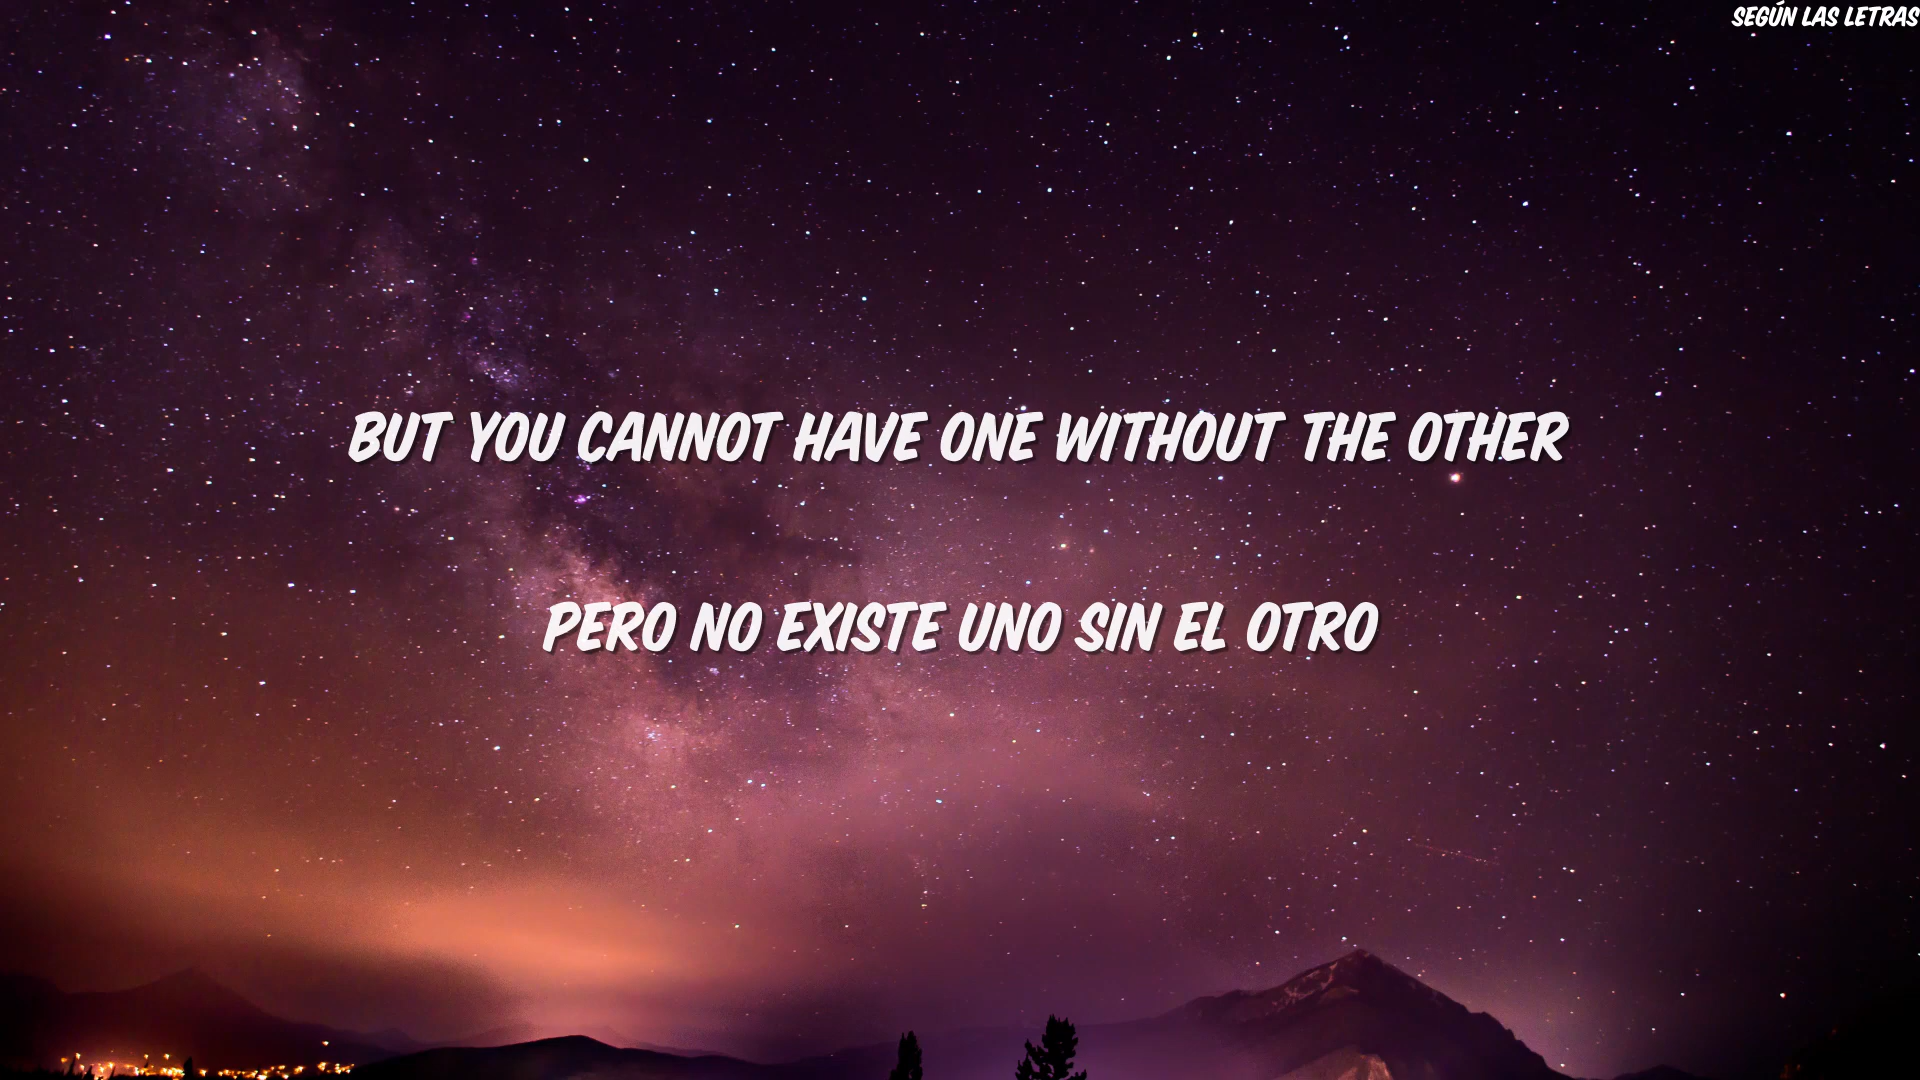 SEGÚN LAS LETRAS
BUT YOU CANNOT HAVE ONE WITHOUT THE OTHER
PERO NO EXISTE UNO SIN EL OTRO